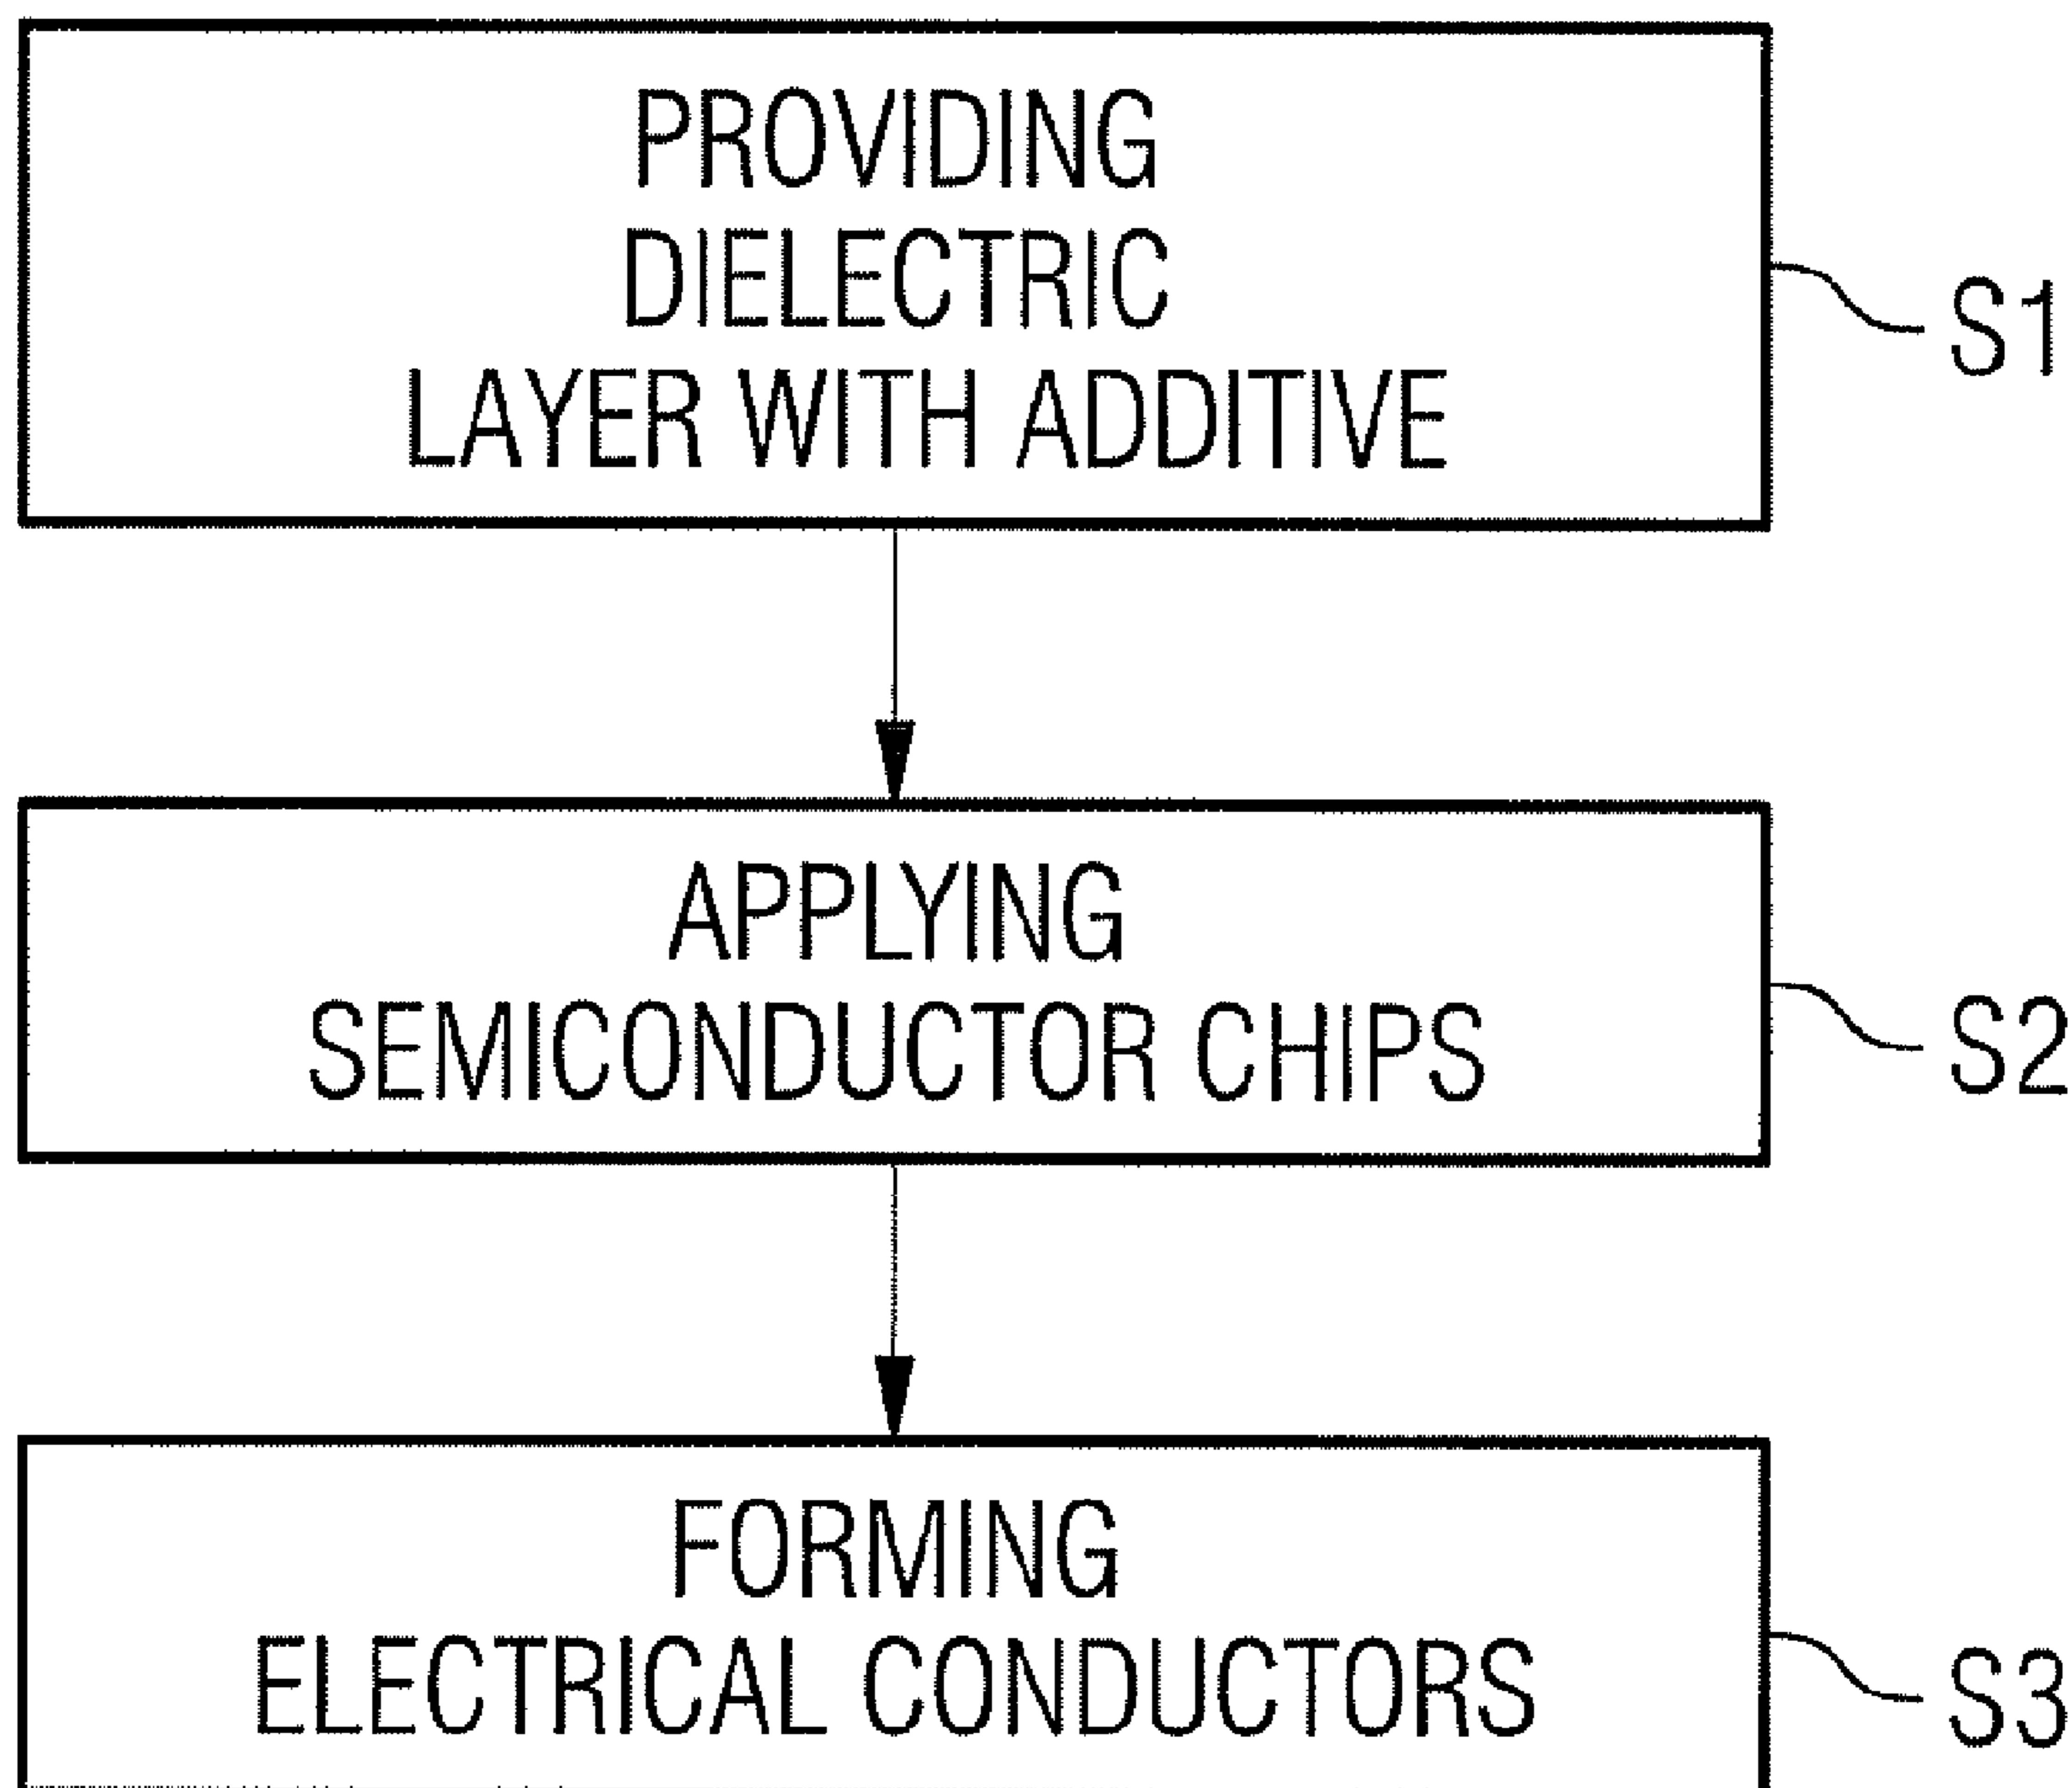 PROVIDING
DIELECTRIC
LAYER WITH ADDITIVE
S1
APPLYING
SEMICONDUCTOR CHIPS
S2
FORMING
ELECTRICAL CONDUCTORS
S3